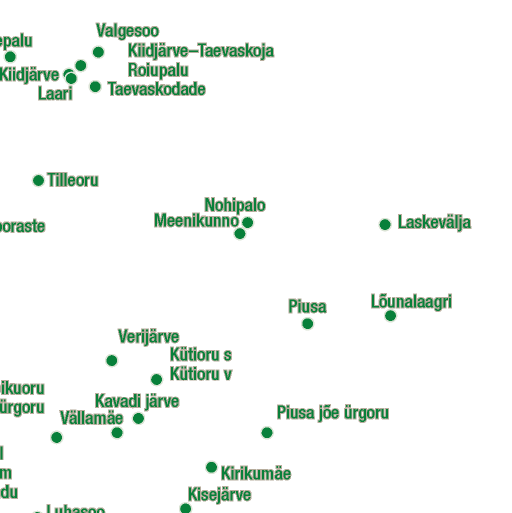 Valgesoo
epalu
Kiidjärve–Taevaskoja
Roiupalu
Kiidjärve
Taevaskodade
Laari
Tilleoru
Nohipalo
Meenikunno
Laskevälja
oraste
Lõunalaagri
Piusa
Verijärve
Kütioru s
Kütioru v
ikuoru
Kavadi järve
ürgoru
Vällamäe
Piusa jõe ürgoru
l
m
Kirikumäe
du
Kisejärve
Luhasoo